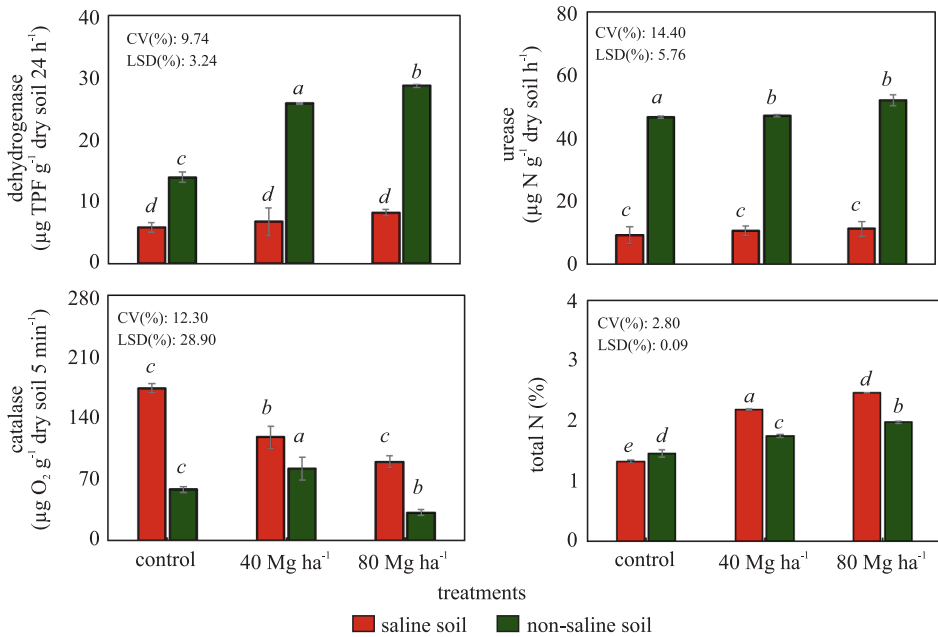 dehydrogenase
(µg TPF g⁻¹ dry soil 24 h⁻¹)
40
30
20
10
0
CV(%): 9.74
LSD(%): 3.24
d
c
d
a
d
b
urease
(µg N g⁻¹ dry soil h⁻¹)
80
60
40
20
0
CV(%): 14.40
LSD(%): 5.76
c
a
c
b
c
b
catalase
(µg O₂ g⁻¹ dry soil 5 min⁻¹)
280
210
140
70
0
CV(%): 12.30
LSD(%): 28.90
c
c
b
a
c
b
control
40 Mg ha⁻¹
80 Mg ha⁻¹
total N (%)
4
3
2
1
0
CV(%): 2.80
LSD(%): 0.09
e
d
a
c
d
b
control
40 Mg ha⁻¹
80 Mg ha⁻¹
treatments
saline soil
non-saline soil